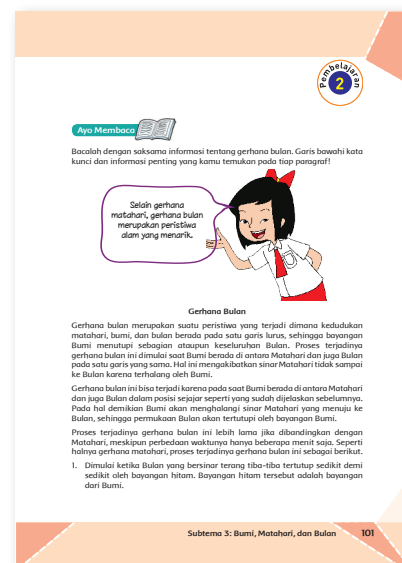 Pembelajaran
2
Ayo Membaca
Bacalah dengan saksama informasi tentang gerhana bulan. Garis bawahi kata
kunci dan informasi penting yang kamu temukan pada tiap paragraf!
Selain gerhana
matahari, gerhana bulan
merupakan peristiwa
alam yang menarik.
Gerhana Bulan
Gerhana bulan merupakan suatu peristiwa yang terjadi dimana kedudukan
matahari, bumi, dan bulan berada pada satu garis lurus, sehingga bayangan
Bumi menutupi sebagian ataupun keseluruhan Bulan. Proses terjadinya
gerhana bulan ini dimulai saat Bumi berada di antara Matahari dan juga Bulan
pada satu garis yang sama. Hal ini mengakibatkan sinar Matahari tidak sampai
ke Bulan karena terhalang oleh Bumi.
Gerhana bulan ini bisa terjadi karena pada saat Bumi berada di antara Matahari
dan juga Bulan dalam posisi sejajar seperti yang sudah dijelaskan sebelumnya.
Pada hal demikian Bumi akan menghalangi sinar Matahari yang menuju ke
Bulan, sehingga permukaan Bulan akan tertutupi oleh bayangan Bumi.
Proses terjadinya gerhana bulan ini lebih lama jika dibandingkan dengan
Matahari, meskipun perbedaan waktunya hanya beberapa menit saja. Seperti
halnya gerhana matahari, proses terjadinya gerhana bulan ini sebagai berikut.
1. Dimulai ketika Bulan yang bersinar terang tiba-tiba tertutup sedikit demi
sedikit oleh bayangan hitam. Bayangan hitam tersebut adalah bayangan
dari Bumi.
Subtema 3: Bumi, Matahari, dan Bulan 101